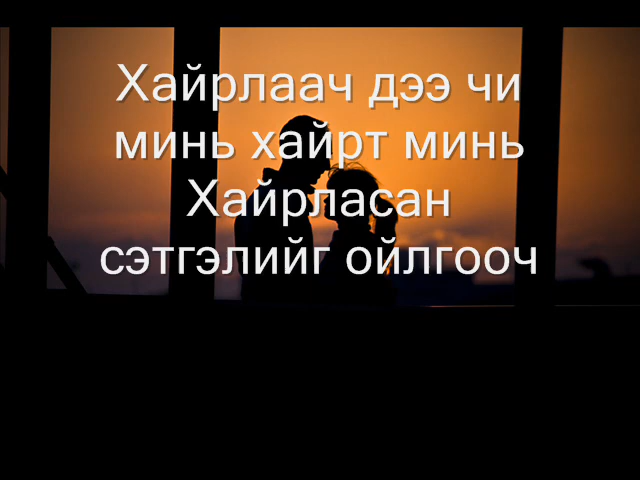 Хайрлаач дээ чи
минь хайрт минь
Хайрласан
сэтгэлийг ойлгооч